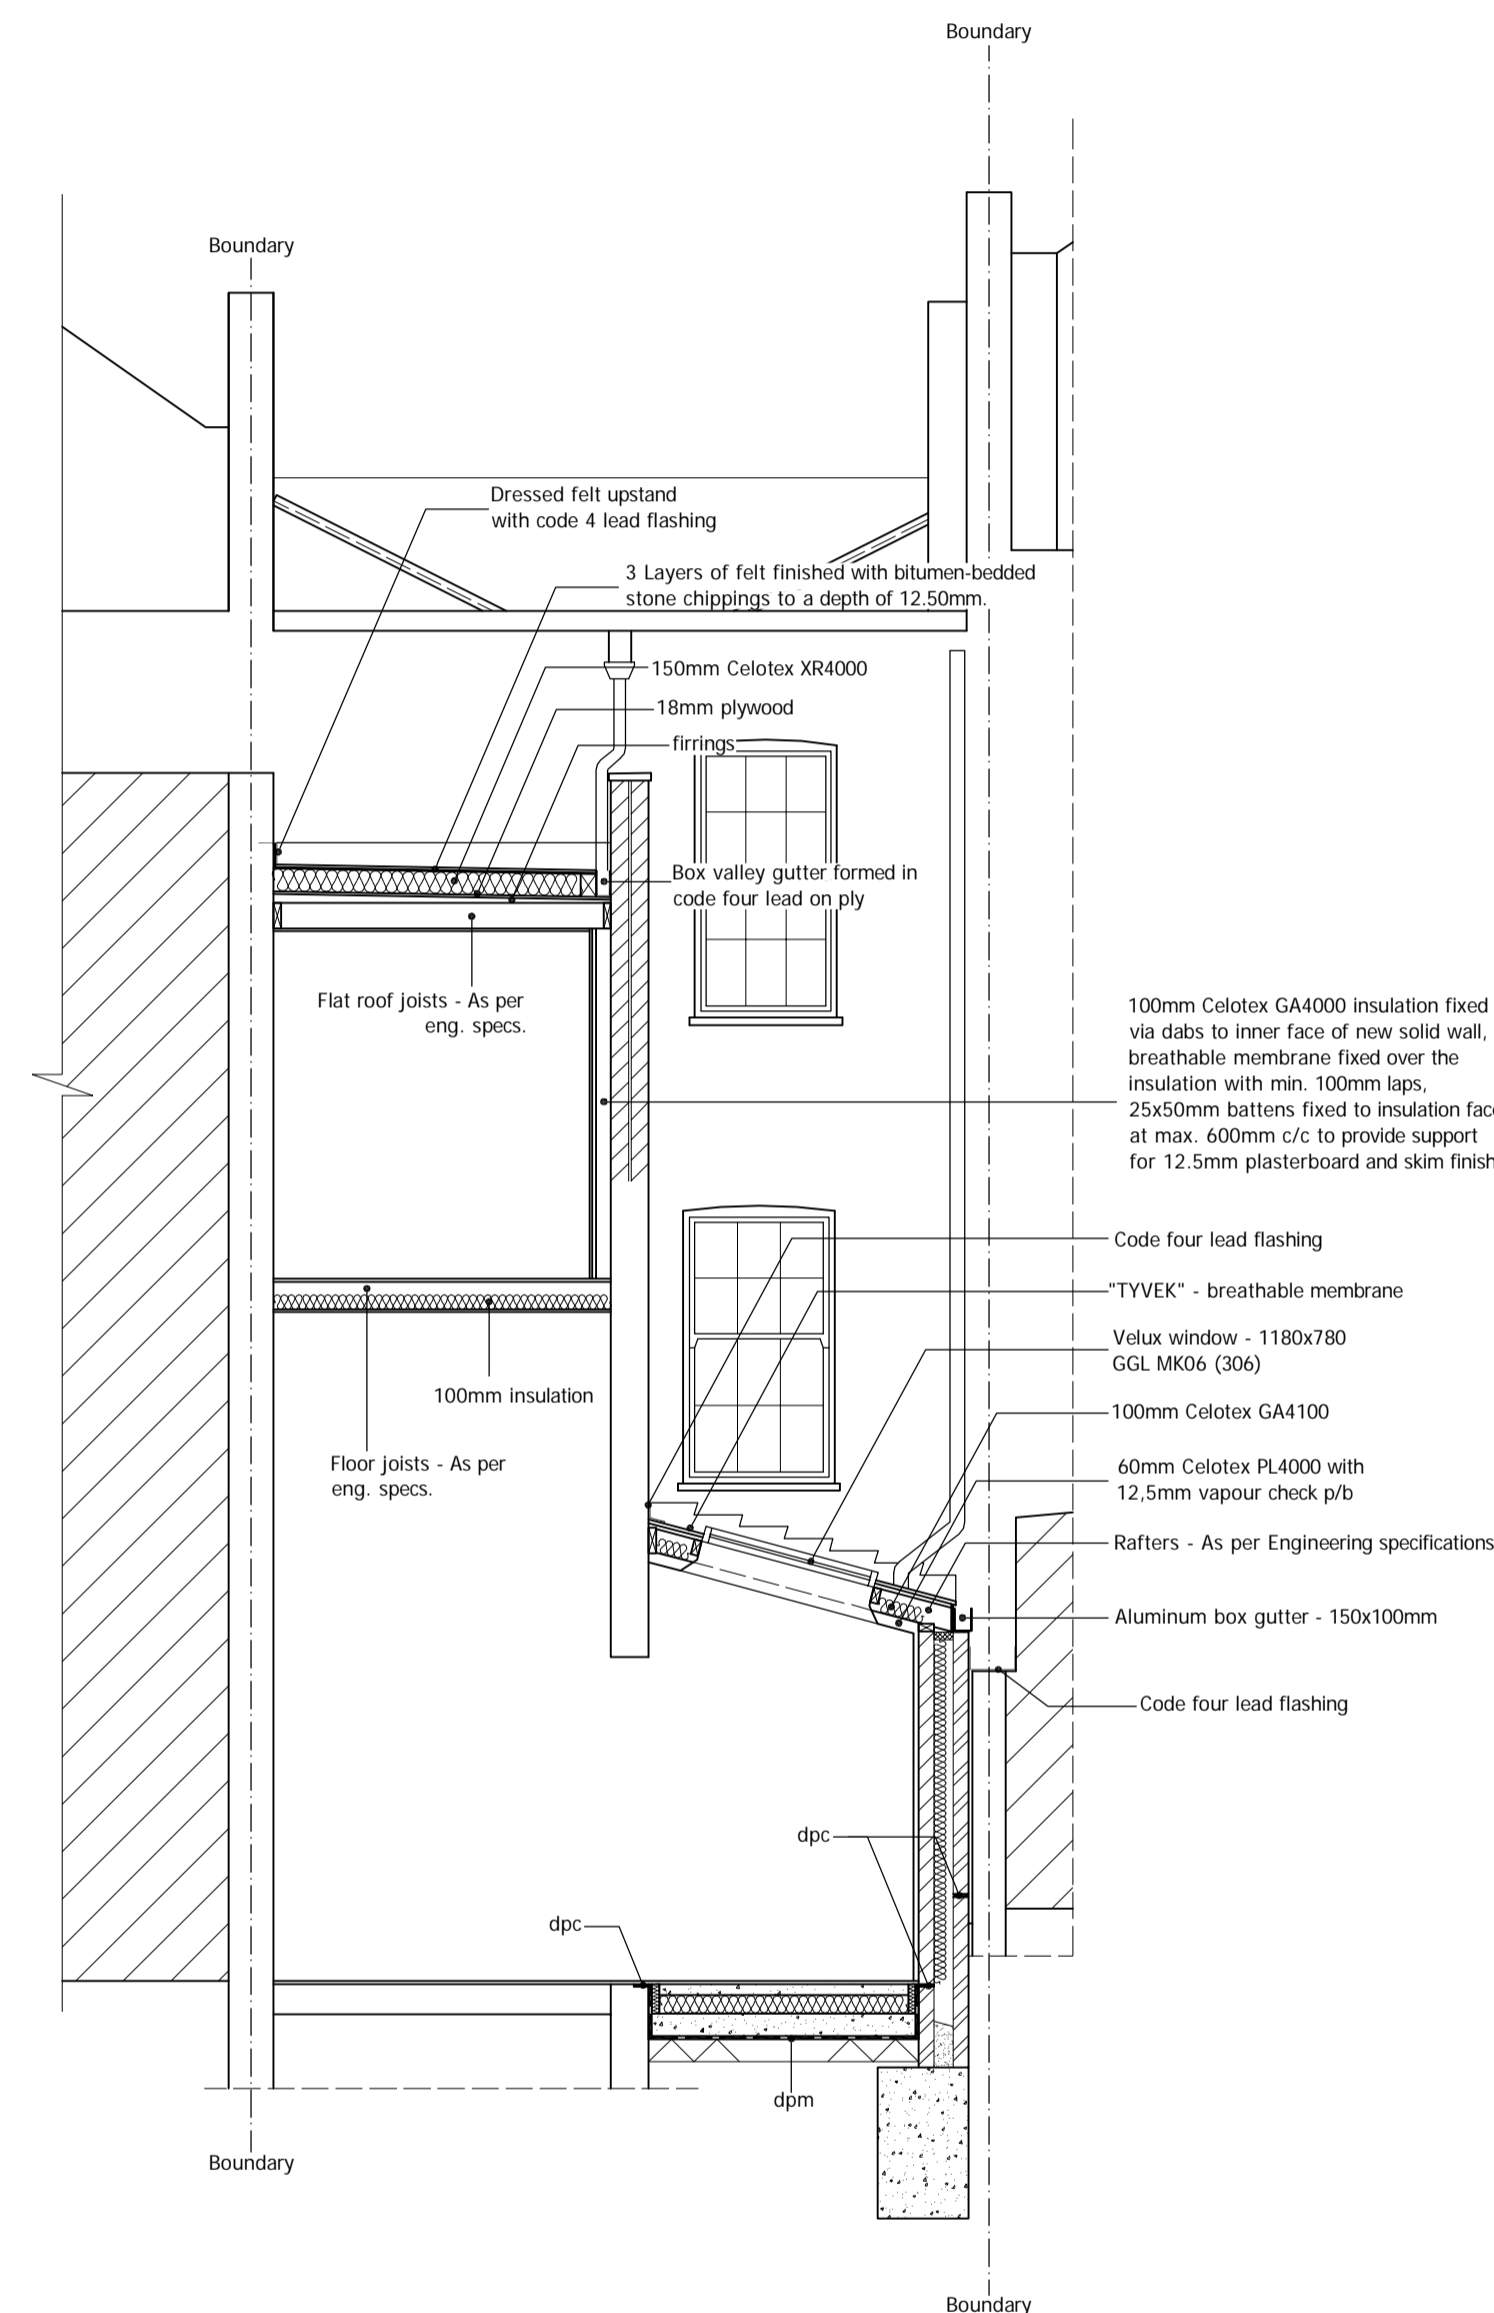 Boundary
Boundary
Dressed felt upstand
with code 4 lead flashing
3 Layers of felt finished with bitumen-bedded
stone chippings to a depth of 12.50mm.
150mm Celotex XR4000
18mm plywood
firrings
Box valley gutter formed in
code four lead on ply
Flat roof joists - As per
eng. specs.
100mm Celotex GA4000 insulation fixed
via dabs to inner face of new solid wall,
breathable membrane fixed over the
insulation with min. 100mm laps,
25x50mm battens fixed to insulation fac
at max. 600mm c/c to provide support
for 12.5mm plasterboard and skim finish
Code four lead flashing
"TYVEK" - breathable membrane
Velux window - 1180x780
GGL MK06 (306)
100mm insulation
100mm Celotex GA4100
Floor joists - As per
eng. specs.
60mm Celotex PL4000 with
12,5mm vapour check p/b
Rafters - As per Engineering specifications
Aluminum box gutter - 150x100mm
Code four lead flashing
dpc
dpc
dpm
Boundary
Boundary